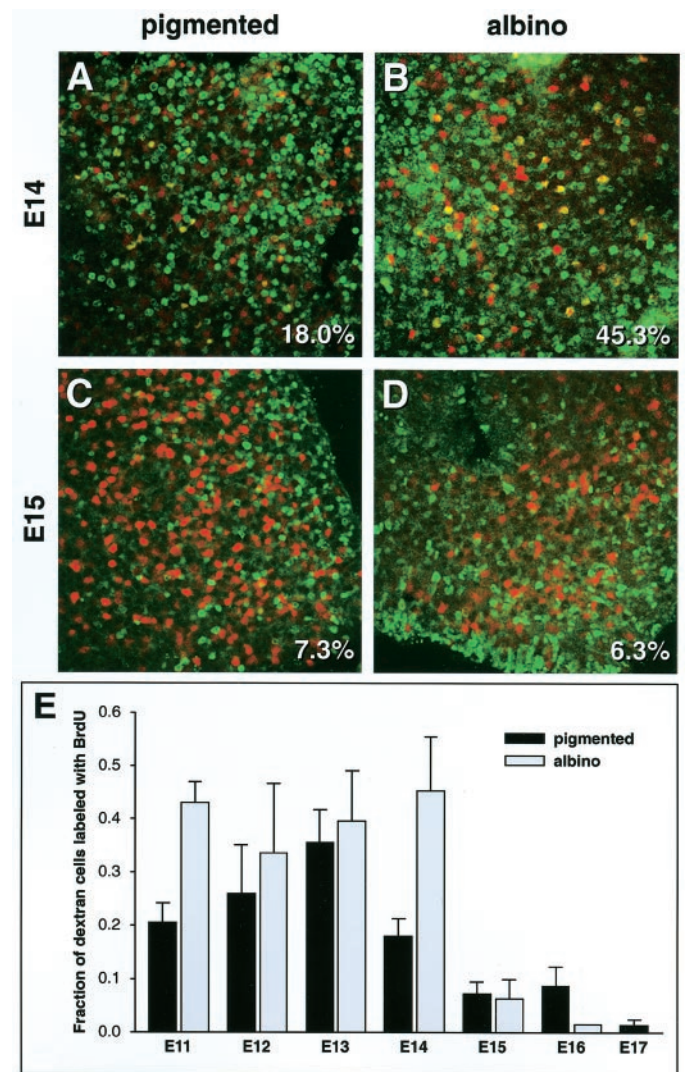 pigmented albino
A B
E14
18.0% 45.3%
C D
E15
7.3% 6.3%
E
Fraction of dextran cells labeled with BrdU
0.6
0.5
0.4
0.3
0.2
0.1
0.0
pigmented
albino
E11 E12 E13 E14 E15 E16 E17